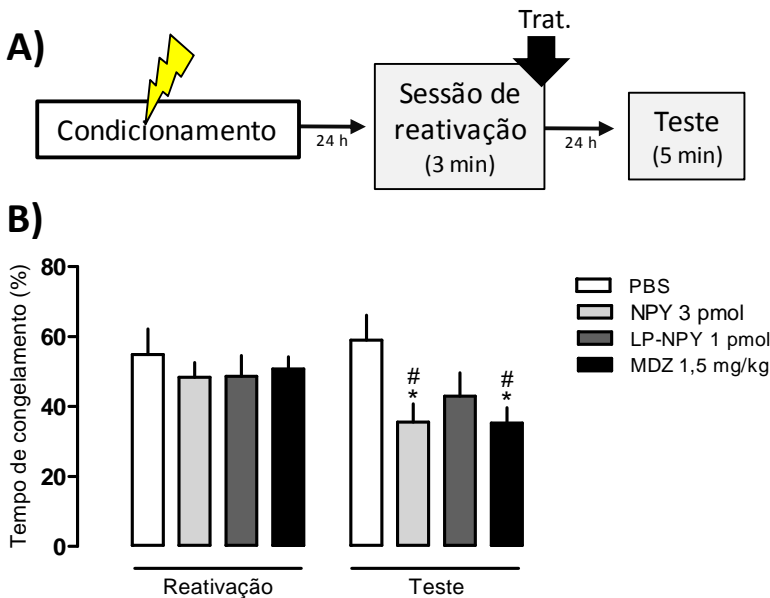 A)
Trat.
Condicionamento
24 h
Sessão de
reativação
(3 min)
24 h
Teste
(5 min)
B)
Tempo de congelamento (%)
80
60
40
20
0
#
*
#
*
Reativação
Teste
PBS
NPY 3 pmol
LP-NPY 1 pmol
MDZ 1,5 mg/kg